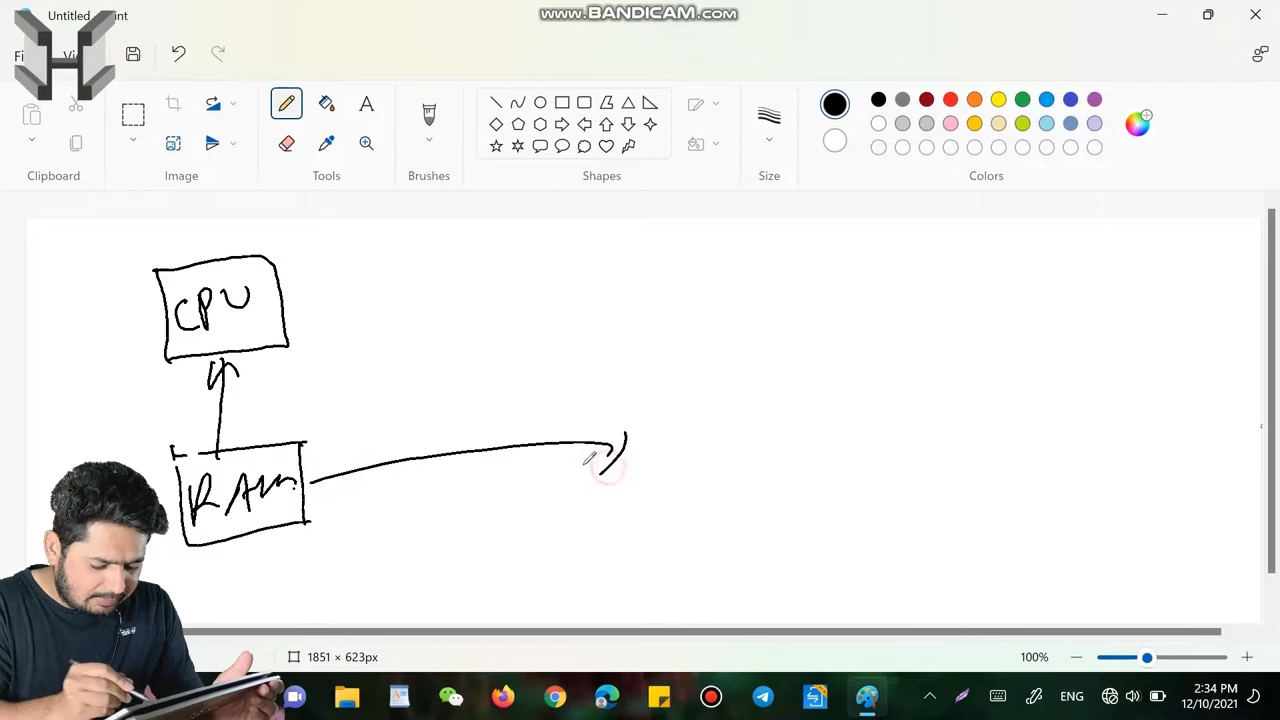 Untitled - Paint
www.BANDICAM.com
Clipboard
Image
Tools
Brushes
Shapes
Size
Colors
CPU
RAM
1851 × 623px
100%
ENG
2:34 PM
12/10/2021